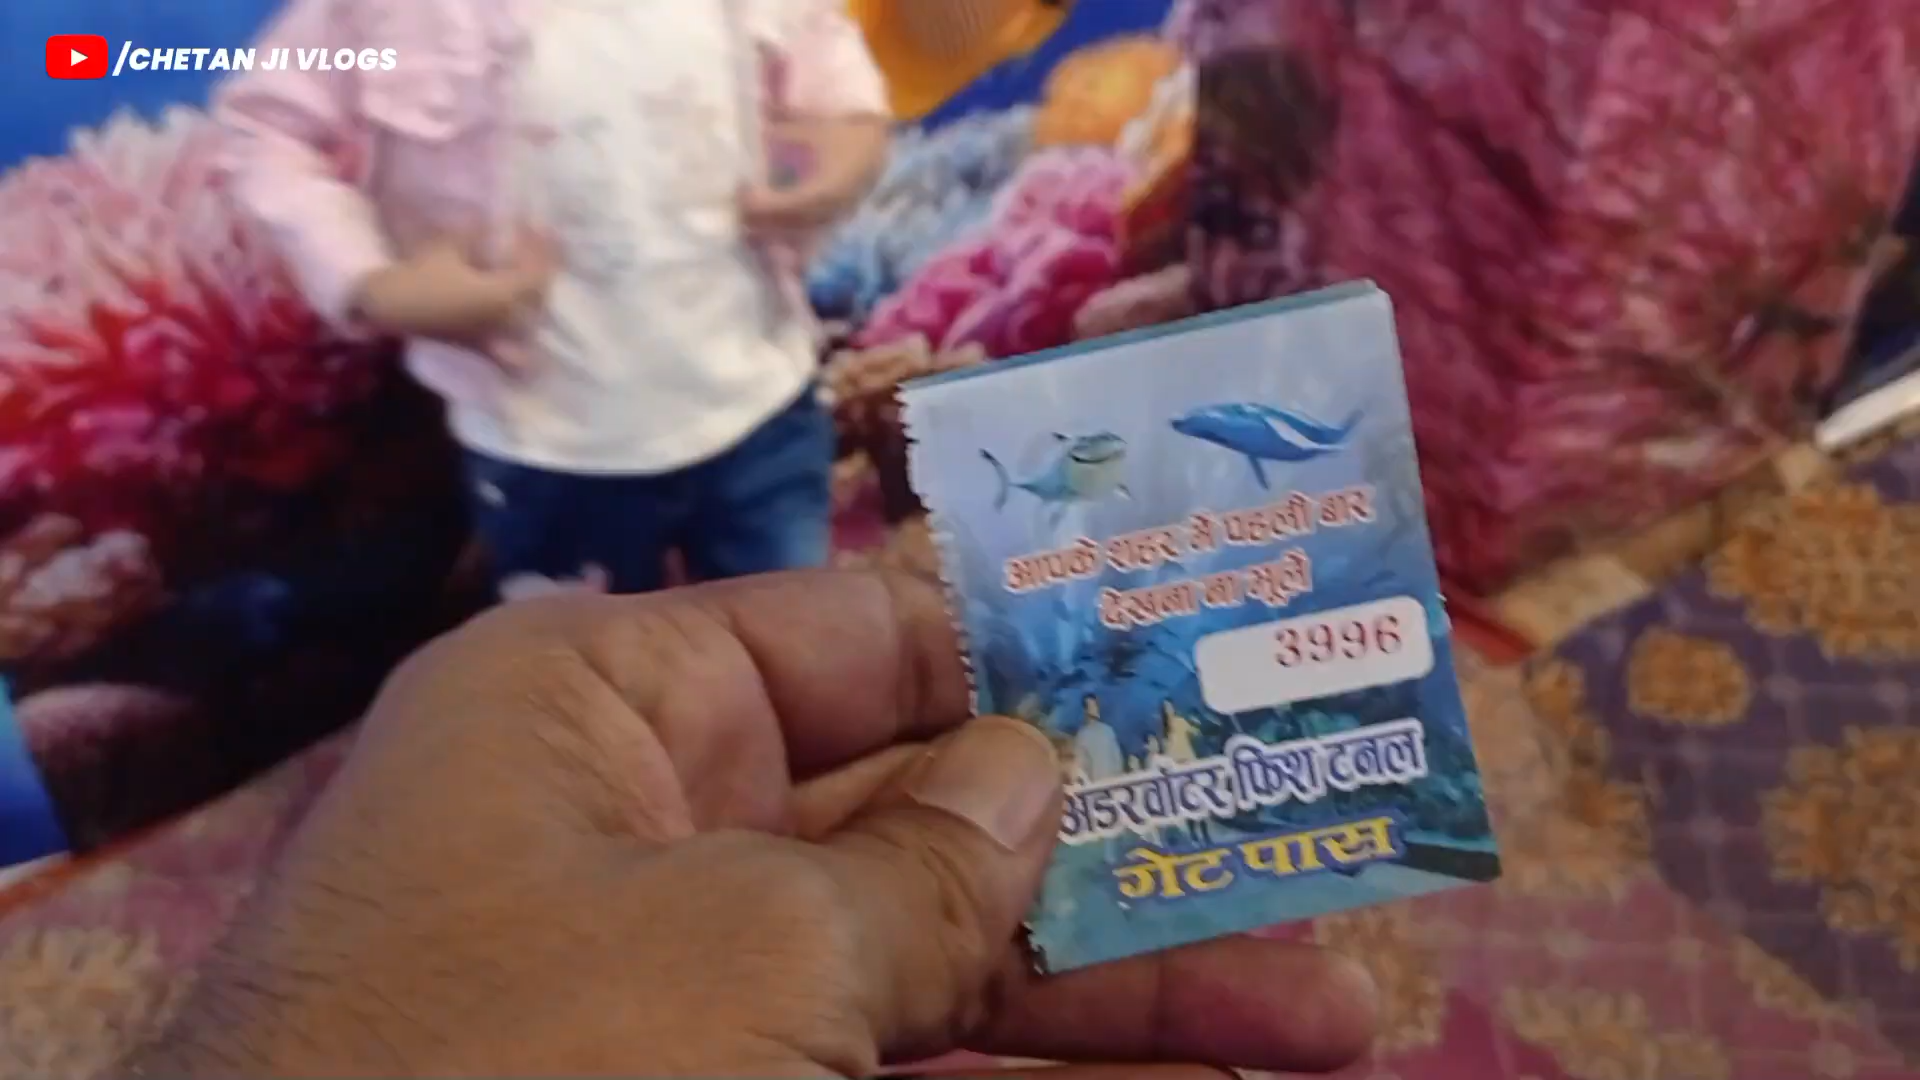 /CHETAN JI VLOGS
आपके शहर में पहली बार
देखना ना भूलें
3996
अंडरवॉटर फिश टनल
गेट पास